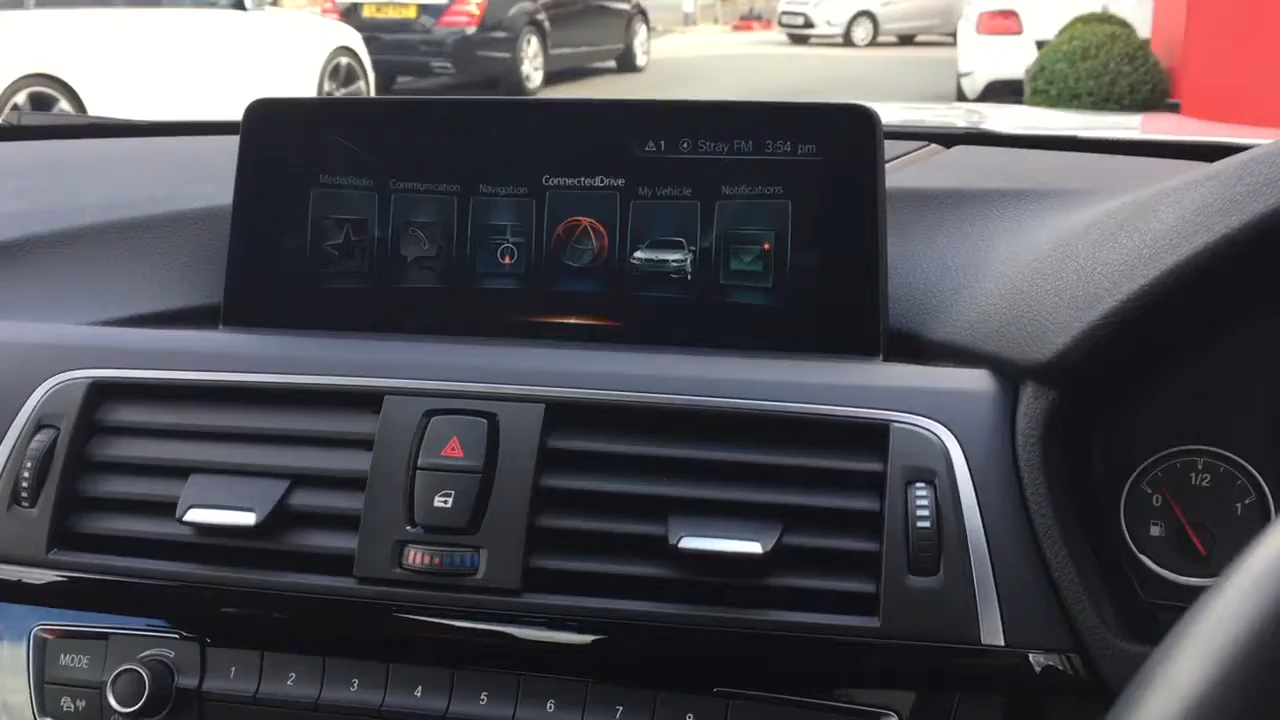 1 Stray FM 3:54 pm
Media/Radio Communication Navigation ConnectedDrive My Vehicle Notifications
0 1/2 1
MODE
1 2 3 4 5 6 7 8